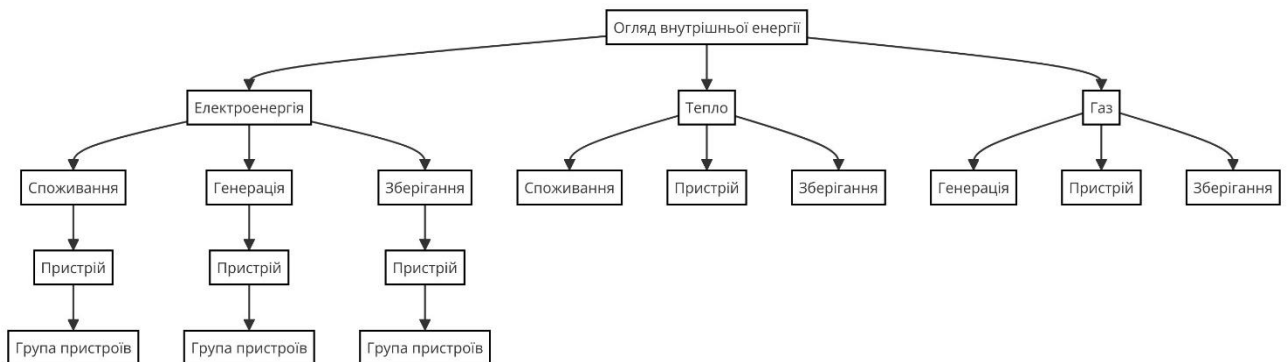 Огляд внутрішньої енергії
Електроенергія
Тепло
Газ
Споживання
Генерація
Зберігання
Споживання
Пристрій
Зберігання
Генерація
Пристрій
Зберігання
Пристрій
Пристрій
Пристрій
Група пристроїв
Група пристроїв
Група пристроїв